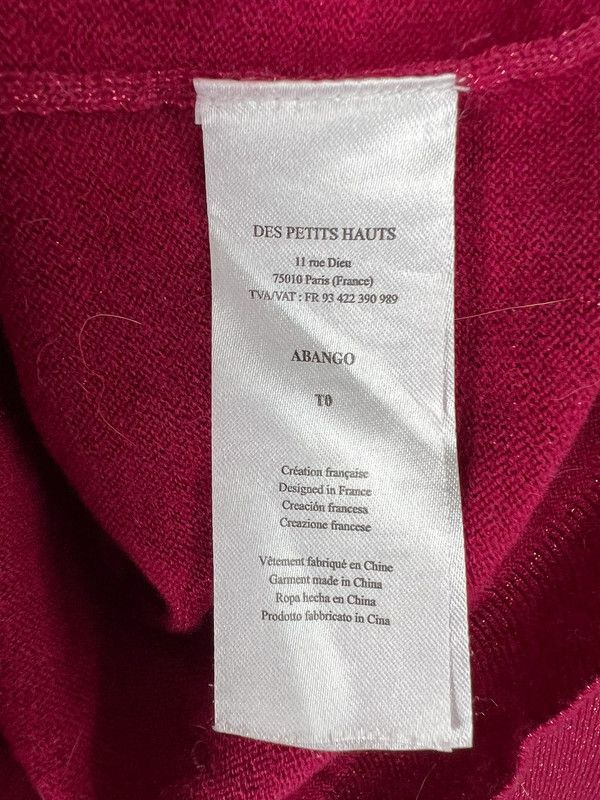 DES PETITS HAUTS
11 rue Dieu
75010 Paris (France)
TVA/VAT : FR 93 422 390 989
ABANGO
T0
Création française
Designed in France
Creación francesa
Creazione francese
Vêtement fabriqué en Chine
Garment made in China
Ropa hecha en China
Prodotto fabbricato in Cina